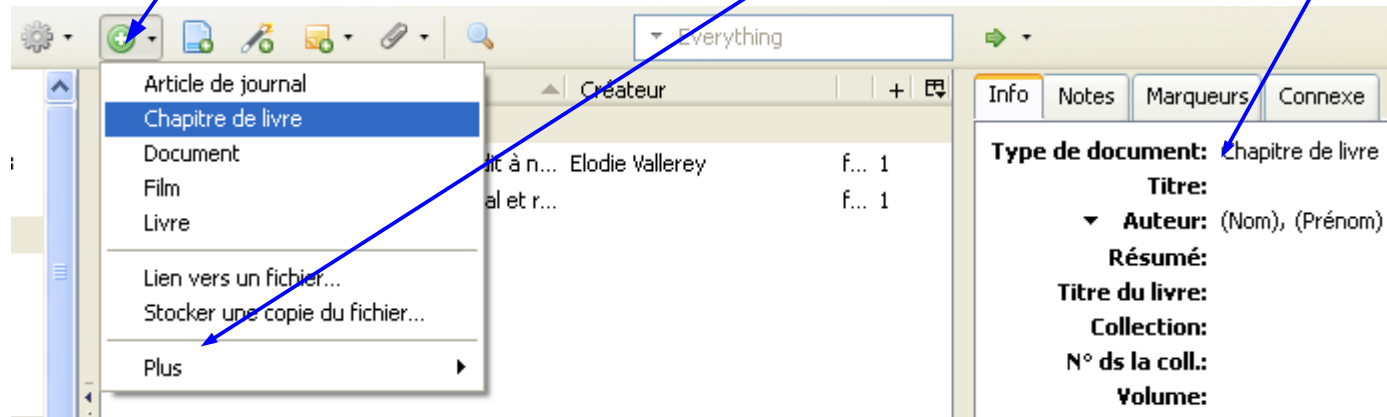 Everything
Article de journal
Chapitre de livre
Document
Film
Livre
Lien vers un fichier...
Stocker une copie du fichier...
Plus
Créateur +
dit à n... Elodie Vallerey f... 1
al et r... f... 1
Info Notes Marqueurs Connexe
Type de document: Chapitre de livre
Titre:
Auteur: (Nom), (Prénom)
Résumé:
Titre du livre:
Collection:
N° ds la coll.:
Volume: